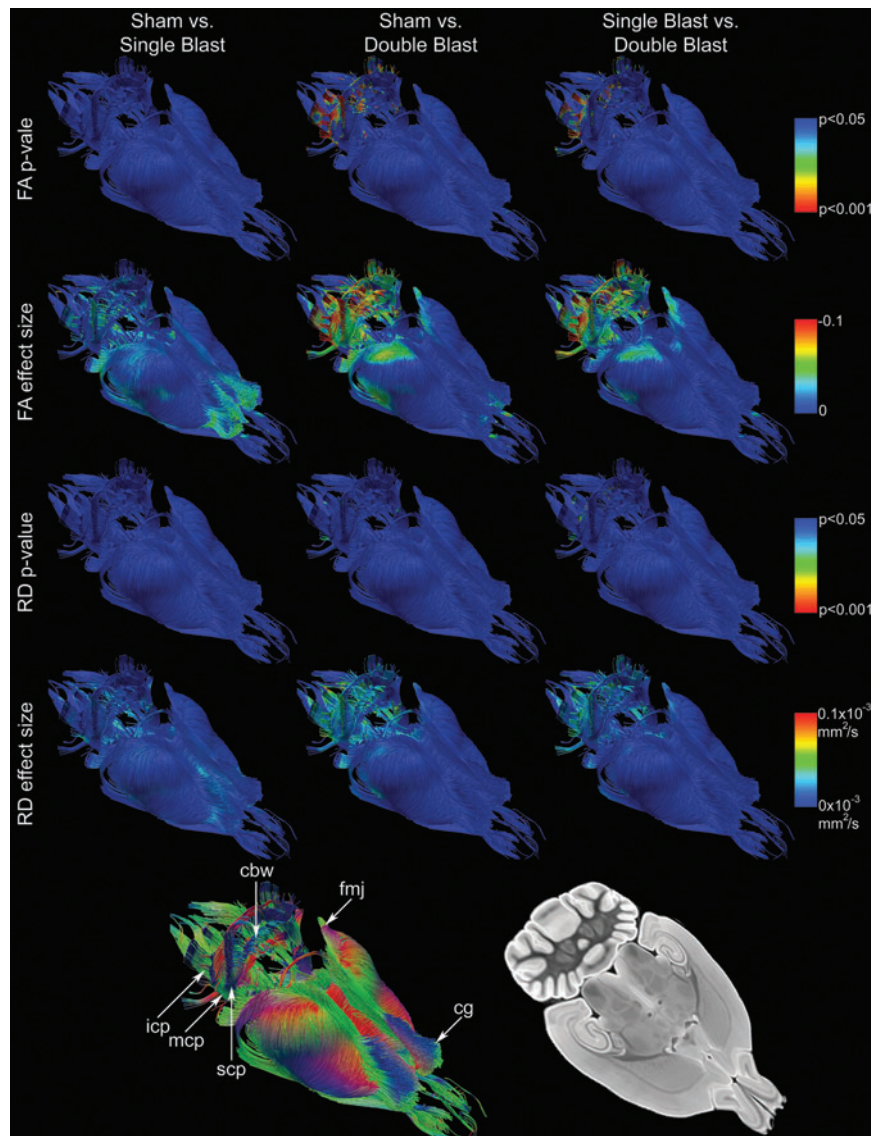 Sham vs.
Single Blast
Sham vs.
Double Blast
Single Blast vs.
Double Blast
FA p-vale
p<0.05
p<0.001
FA effect size
-0.1
0
RD p-value
p<0.05
p<0.001
RD effect size
0.1x10⁻³
mm²/s
0x10⁻³
mm²/s
cbw
fmj
icp
mcp
scp
cg